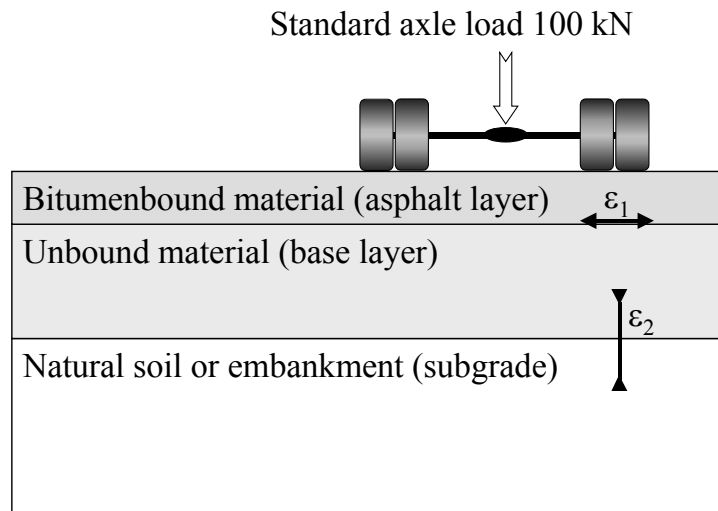 Standard axle load 100 kN
Bitumenbound material (asphalt layer)
ε₁
Unbound material (base layer)
ε₂
Natural soil or embankment (subgrade)